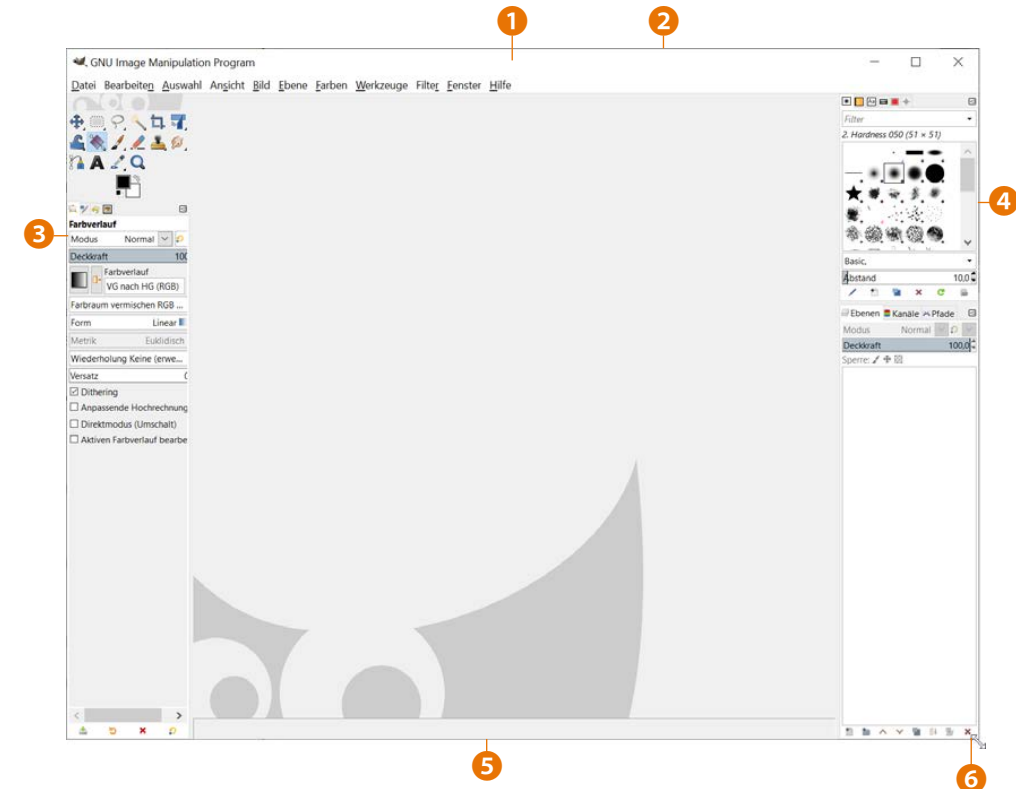 1
2
GNU Image Manipulation Program
Datei Bearbeiten Auswahl Ansicht Bild Ebene Farben Werkzeuge Filter Fenster Hilfe
Filter
2. Hardness 050 (51 × 51)
4
3
Farbverlauf
Modus Normal
Deckkraft 100
Farbverlauf
VG nach HG (RGB)
Farbraum vermischen RGB ...
Form Linear
Metrik Euklidisch
Wiederholung Keine (erwe...
Versatz 0
Dithering
Anpassende Hochrechnung
Direktmodus (Umschalt)
Aktiven Farbverlauf bearbe
Basic,
Abstand 10,0
Ebenen Kanäle Pfade
Modus Normal
Deckkraft 100,0
Sperre:
5
6